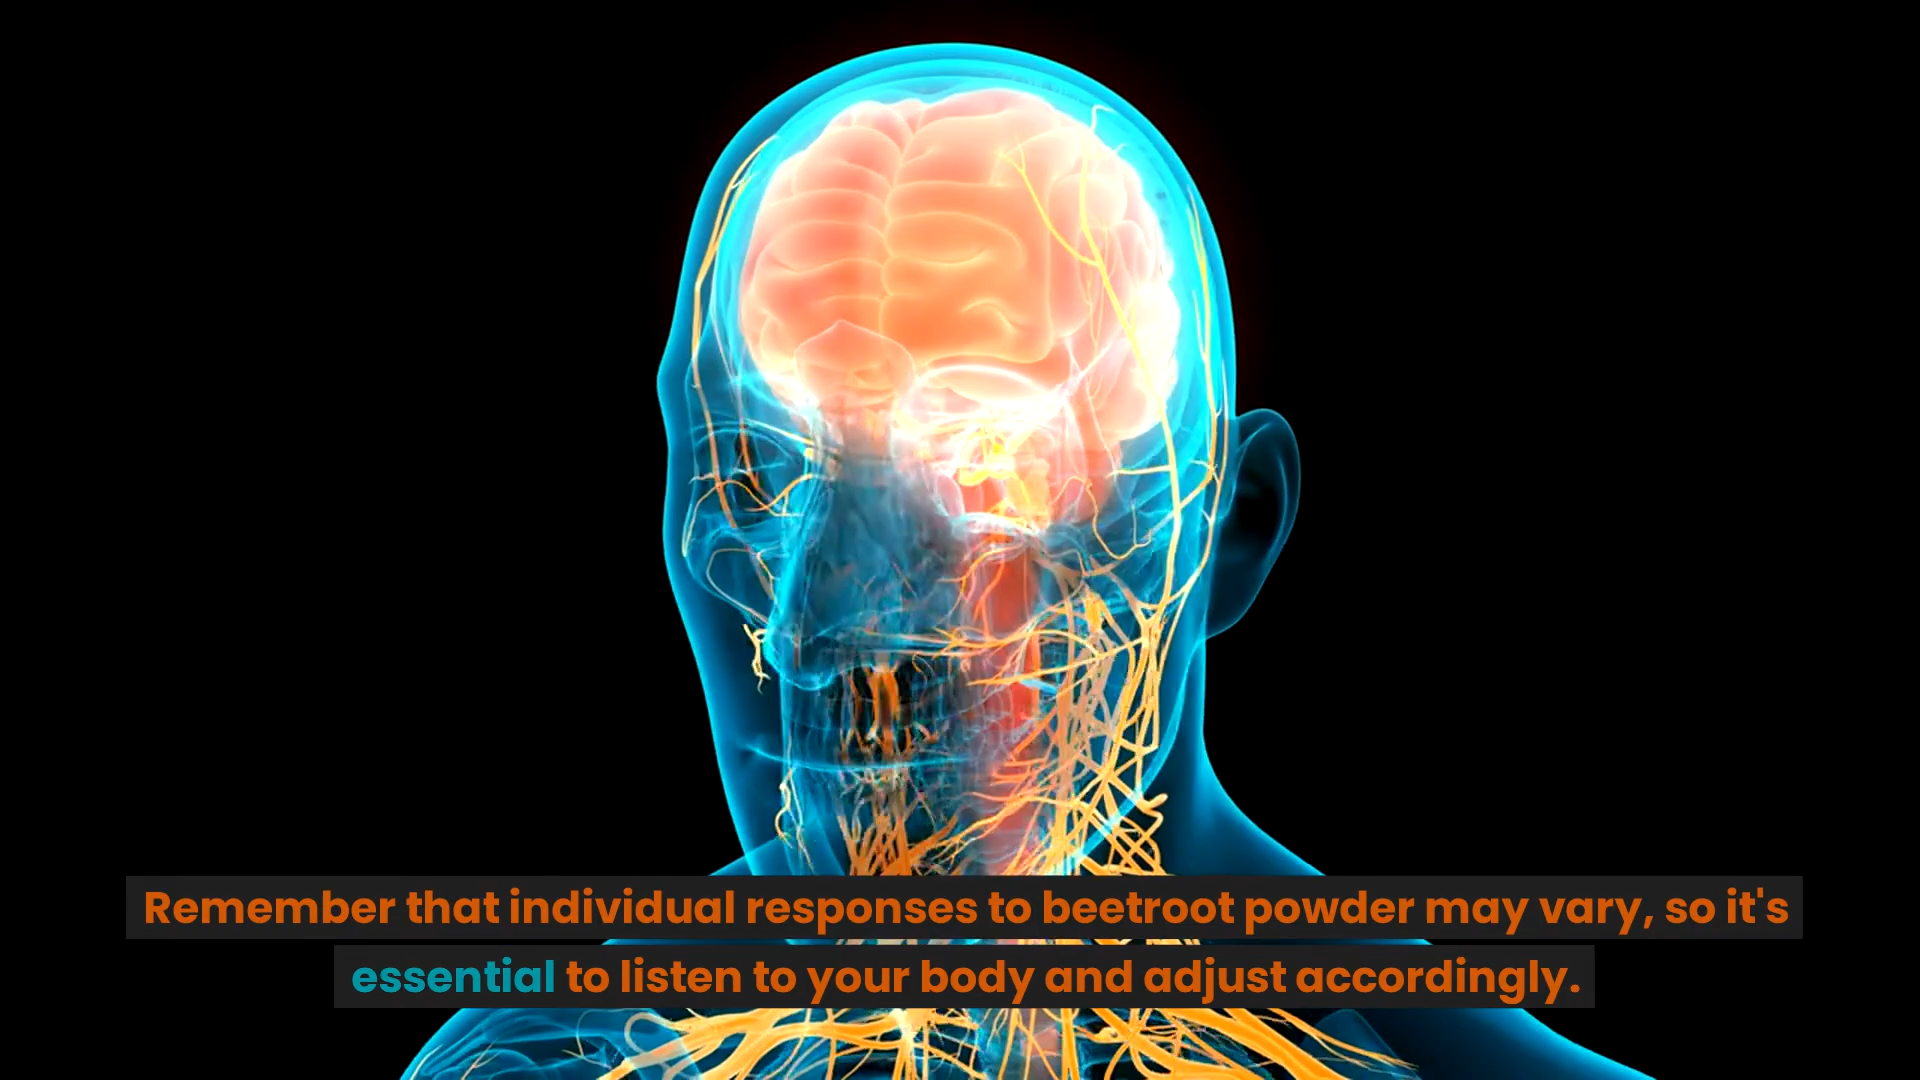 Remember that individual responses to beetroot powder may vary, so it's
essential to listen to your body and adjust accordingly.